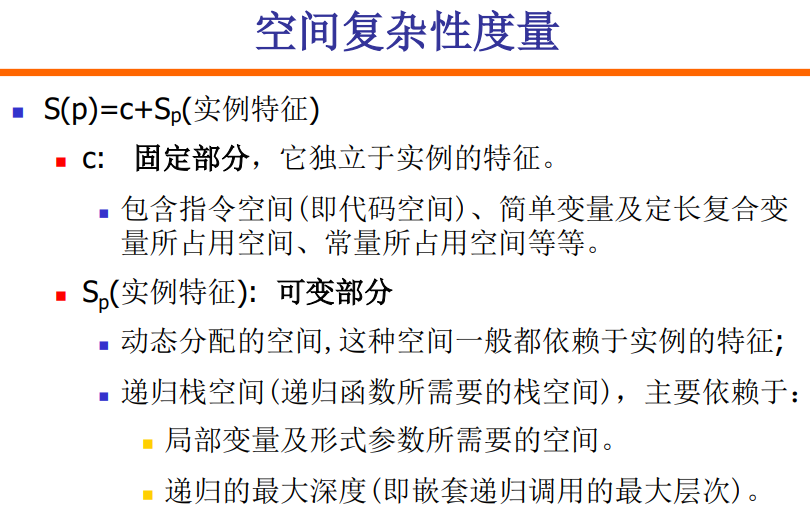 空间复杂性度量
S(p)=c+Sp(实例特征)
c: 固定部分，它独立于实例的特征。
包含指令空间(即代码空间)、简单变量及定长复合变
量所占用空间、常量所占用空间等等。
Sp(实例特征): 可变部分
动态分配的空间,这种空间一般都依赖于实例的特征;
递归栈空间(递归函数所需要的栈空间)，主要依赖于：
局部变量及形式参数所需要的空间。
递归的最大深度(即嵌套递归调用的最大层次)。